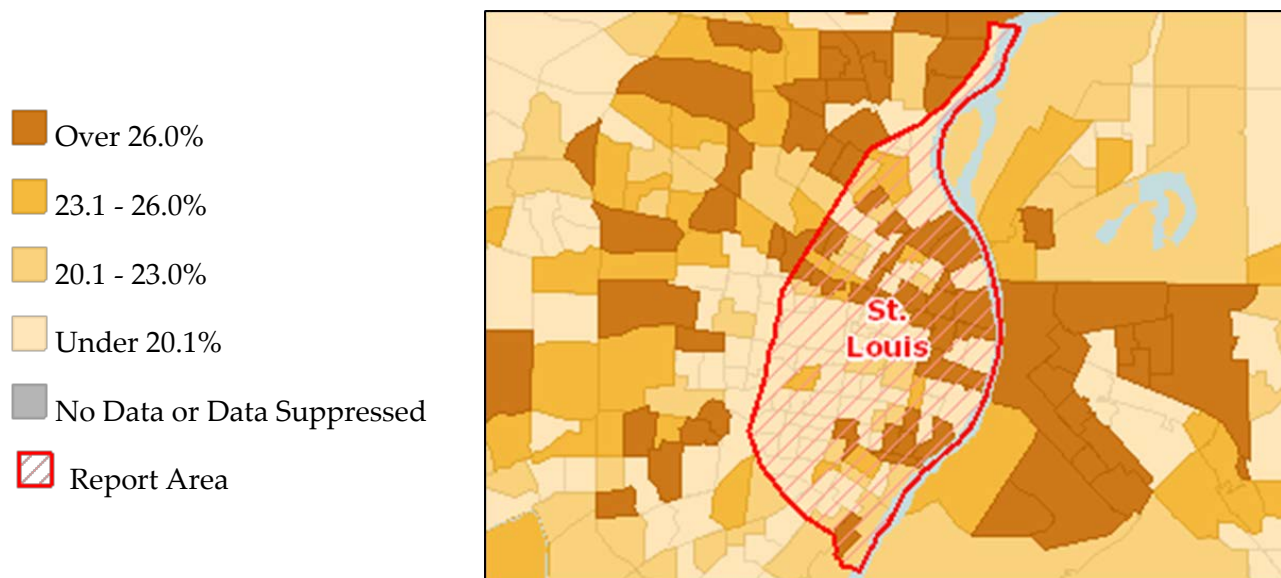 Over 26.0%
23.1 - 26.0%
20.1 - 23.0%
Under 20.1%
No Data or Data Suppressed
Report Area
St.
Louis